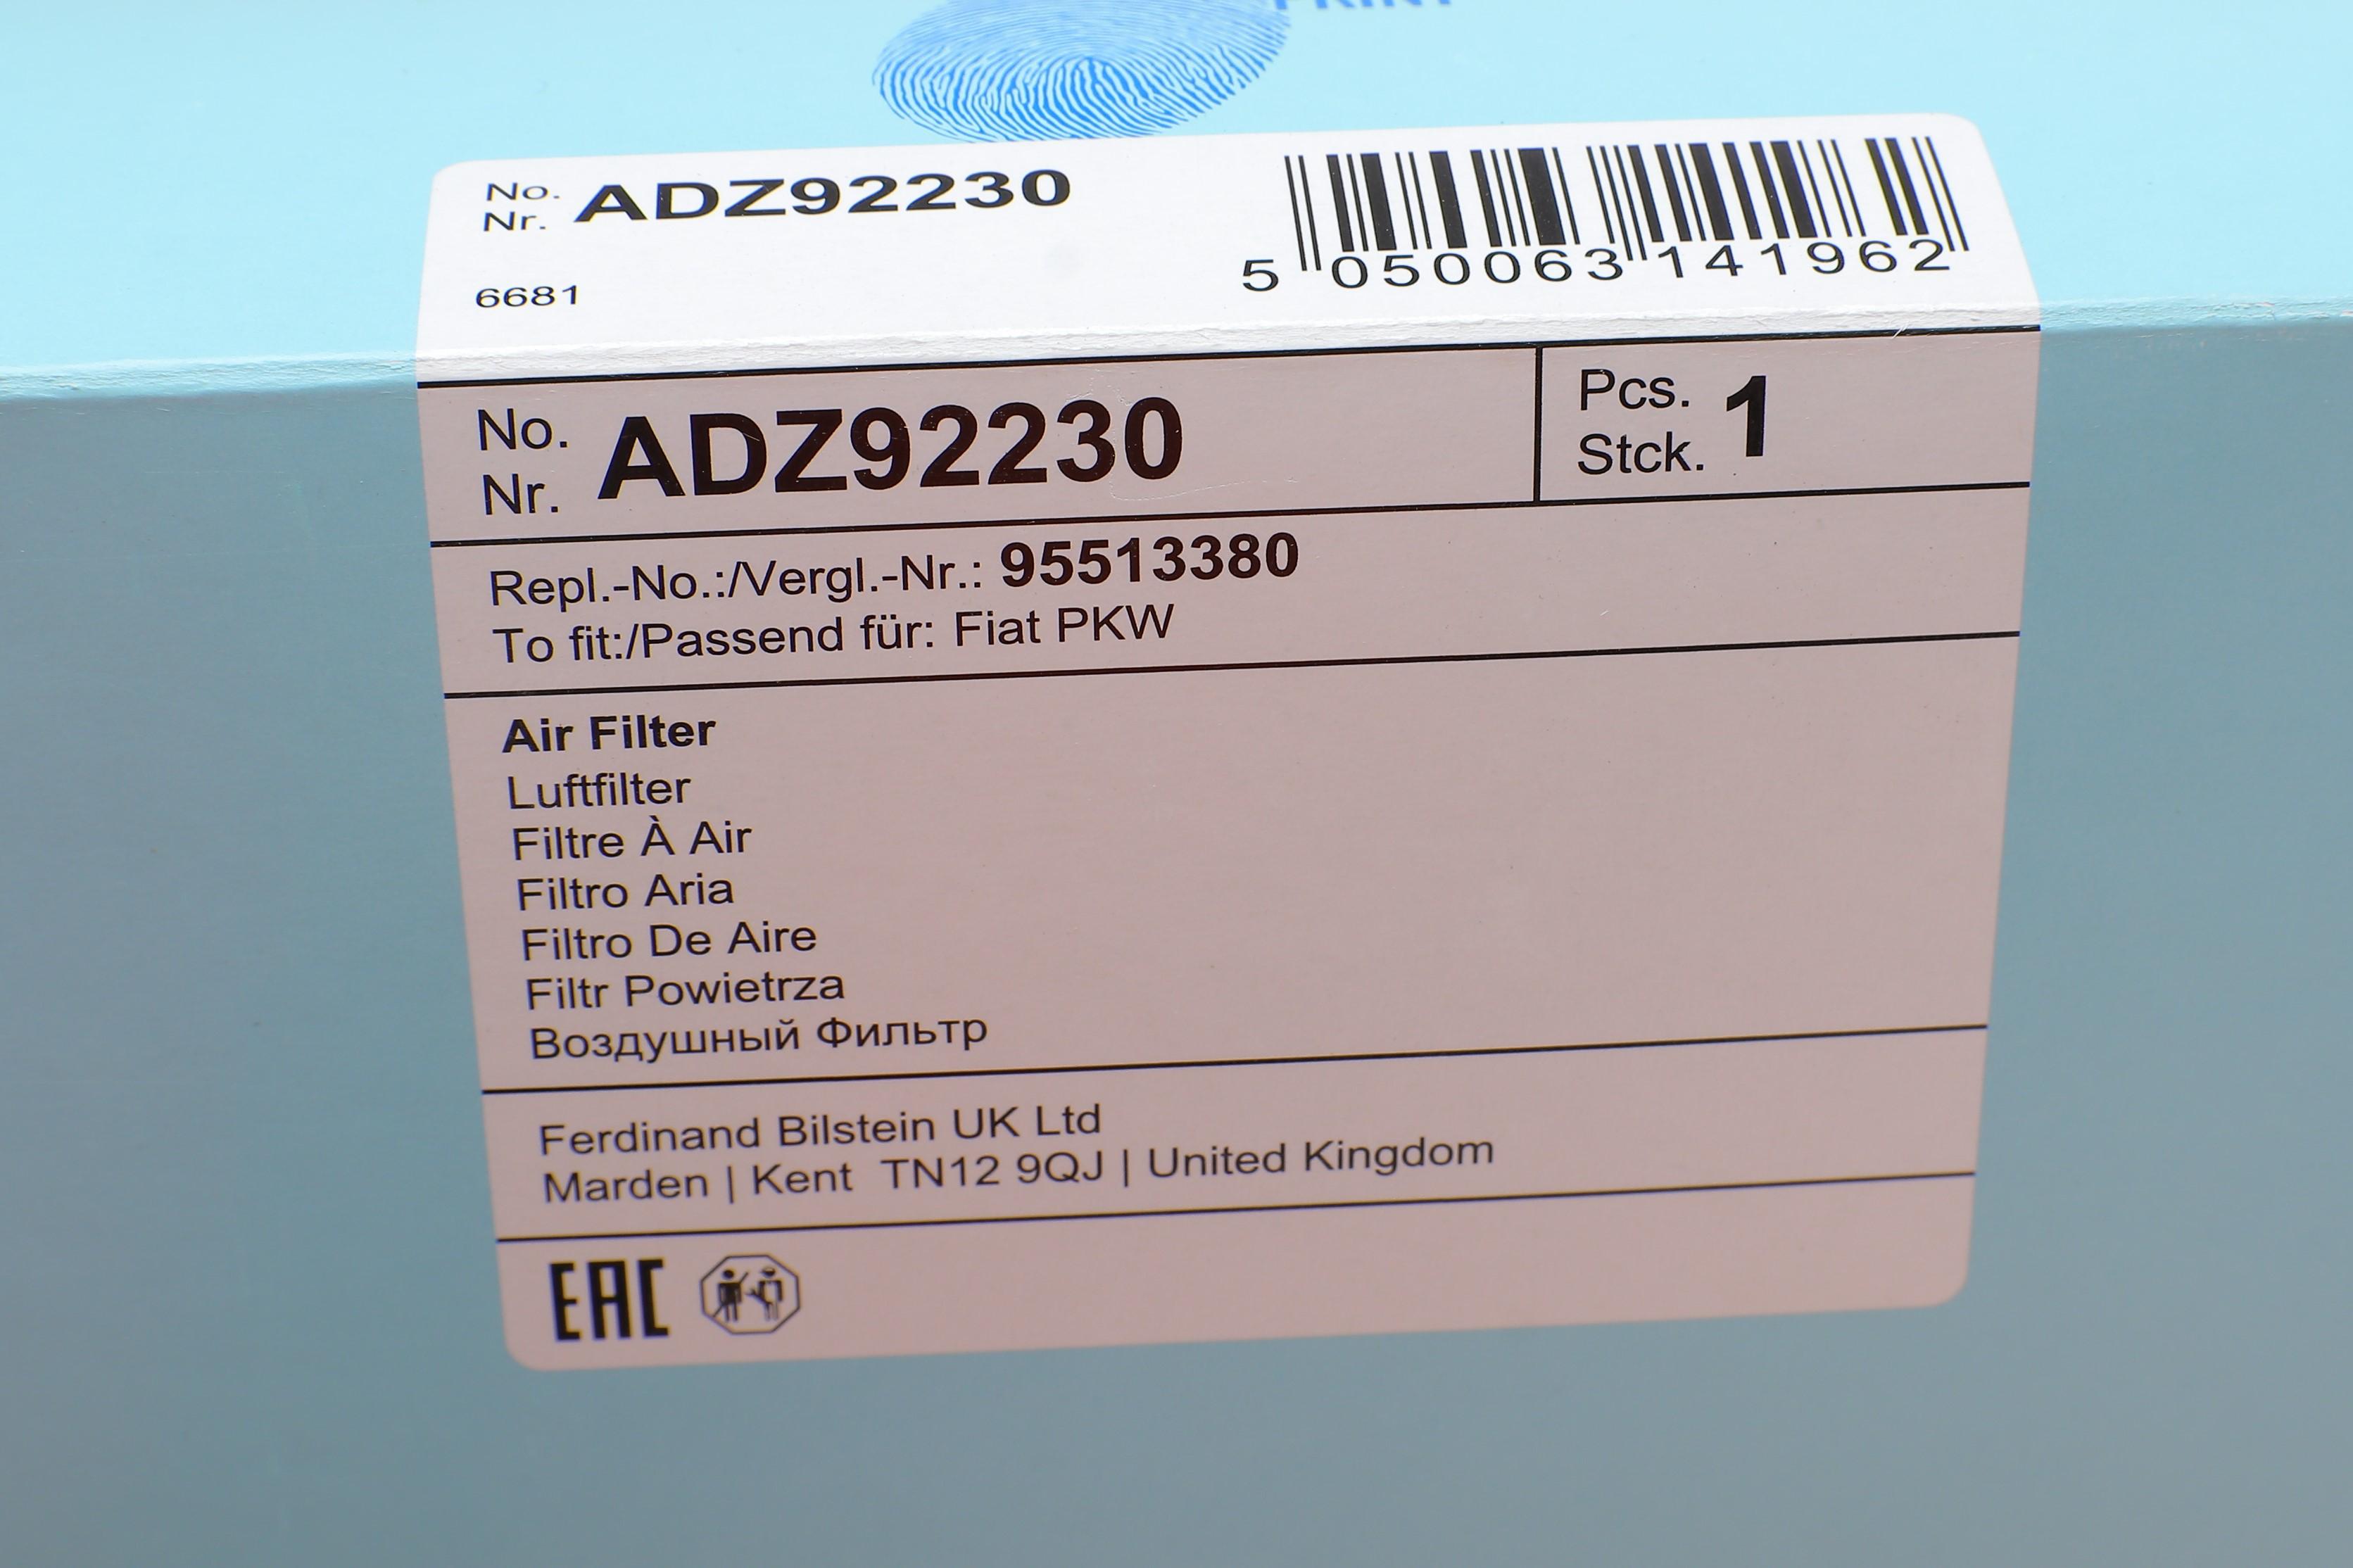 PRINT
No.
Nr. ADZ92230
6681
5 050063 141962
No.
Nr. ADZ92230
Pcs.
Stck. 1
Repl.-No.:/Vergl.-Nr.: 95513380
To fit:/Passend für: Fiat PKW
Air Filter
Luftfilter
Filtre À Air
Filtro Aria
Filtro De Aire
Filtr Powietrza
Воздушный Фильтр
Ferdinand Bilstein UK Ltd
Marden | Kent TN12 9QJ | United Kingdom
EAC